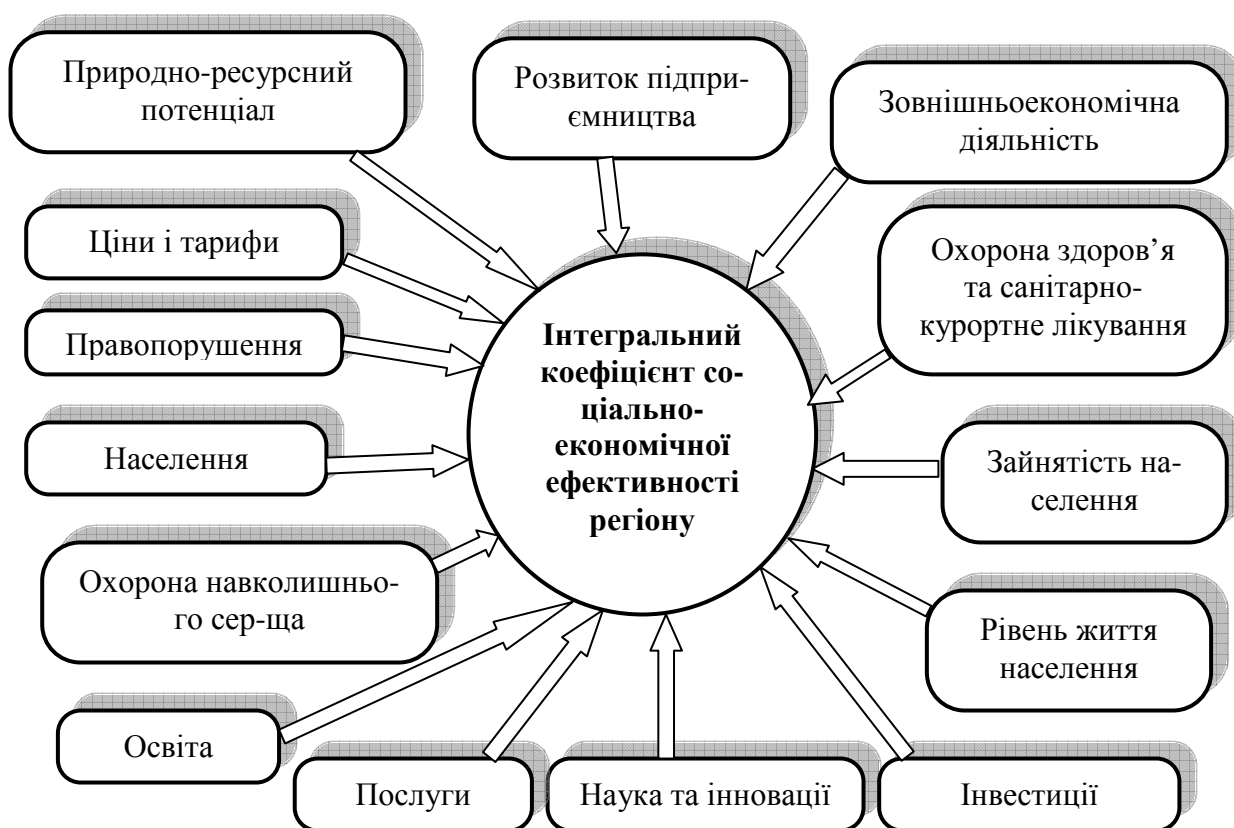 Природно-ресурсний
потенціал
Розвиток підпри-
ємництва
Зовнішньоекономічна
діяльність
Ціни і тарифи
Охорона здоров’я
та санітарно-
курортне лікування
Правопорушення
Інтегральний
коефіцієнт со-
ціально-
економічної
ефективності
регіону
Населення
Зайнятість на-
селення
Охорона навколишньо-
го сер-ща
Рівень життя
населення
Освіта
Послуги
Наука та інновації
Інвестиції